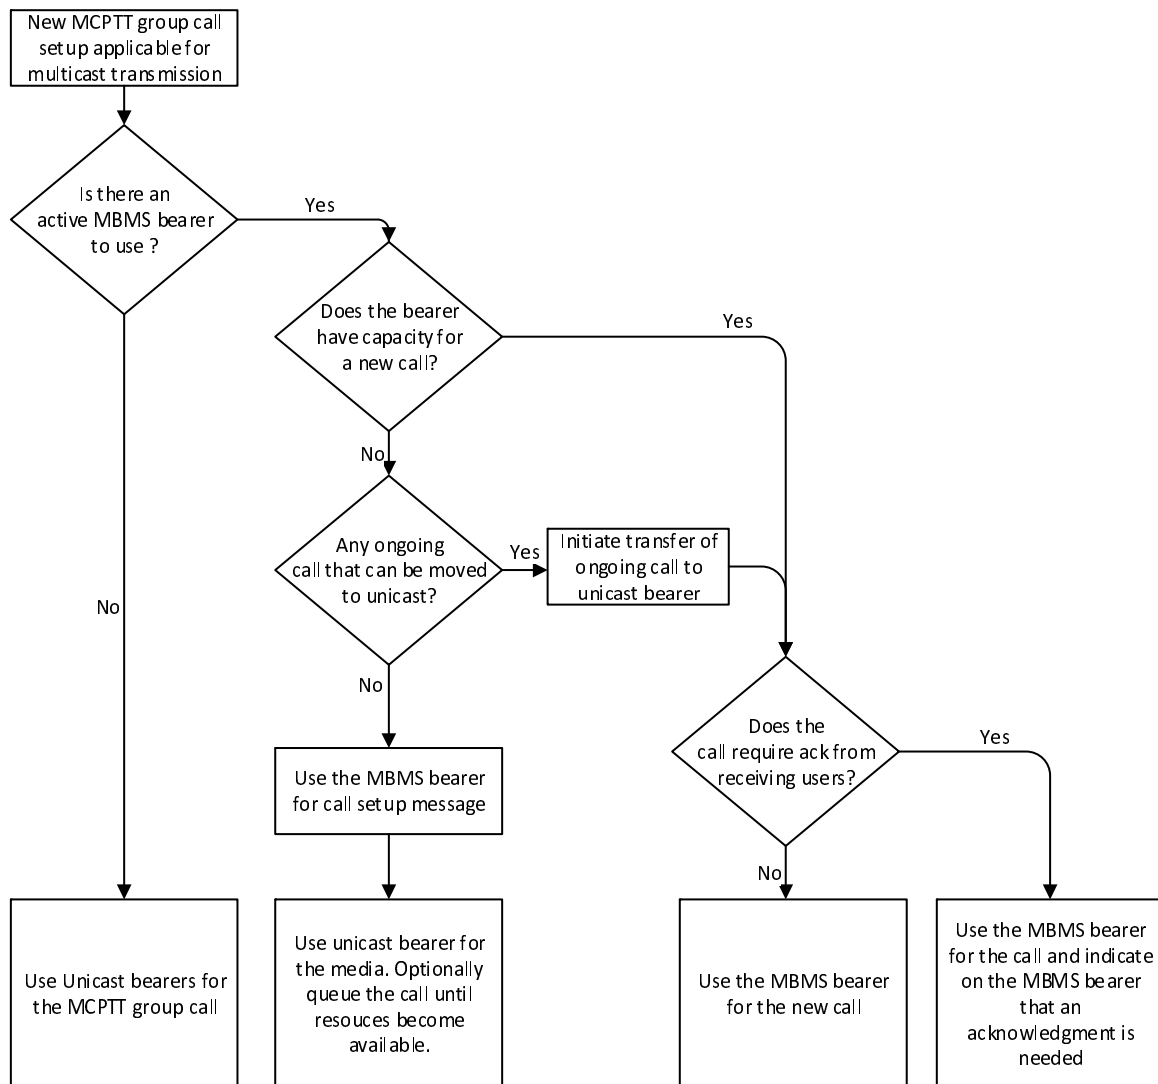 New MCPTT group call
setup applicable for
multicast transmission
Is there an
active MBMS bearer
to use ?
Yes
Does the bearer
have capacity for
a new call?
Yes
No
Any ongoing
call that can be moved
to unicast?
Yes
Initiate transfer of
ongoing call to
unicast bearer
No
No
Does the
call require ack from
receiving users?
Yes
Use the MBMS bearer
for call setup message
No
Use Unicast bearers for
the MCPTT group call
Use unicast bearer for
the media. Optionally
queue the call until
resouces become
available.
Use the MBMS bearer
for the new call
Use the MBMS bearer
for the call and indicate
on the MBMS bearer
that an
acknowledgment is
needed